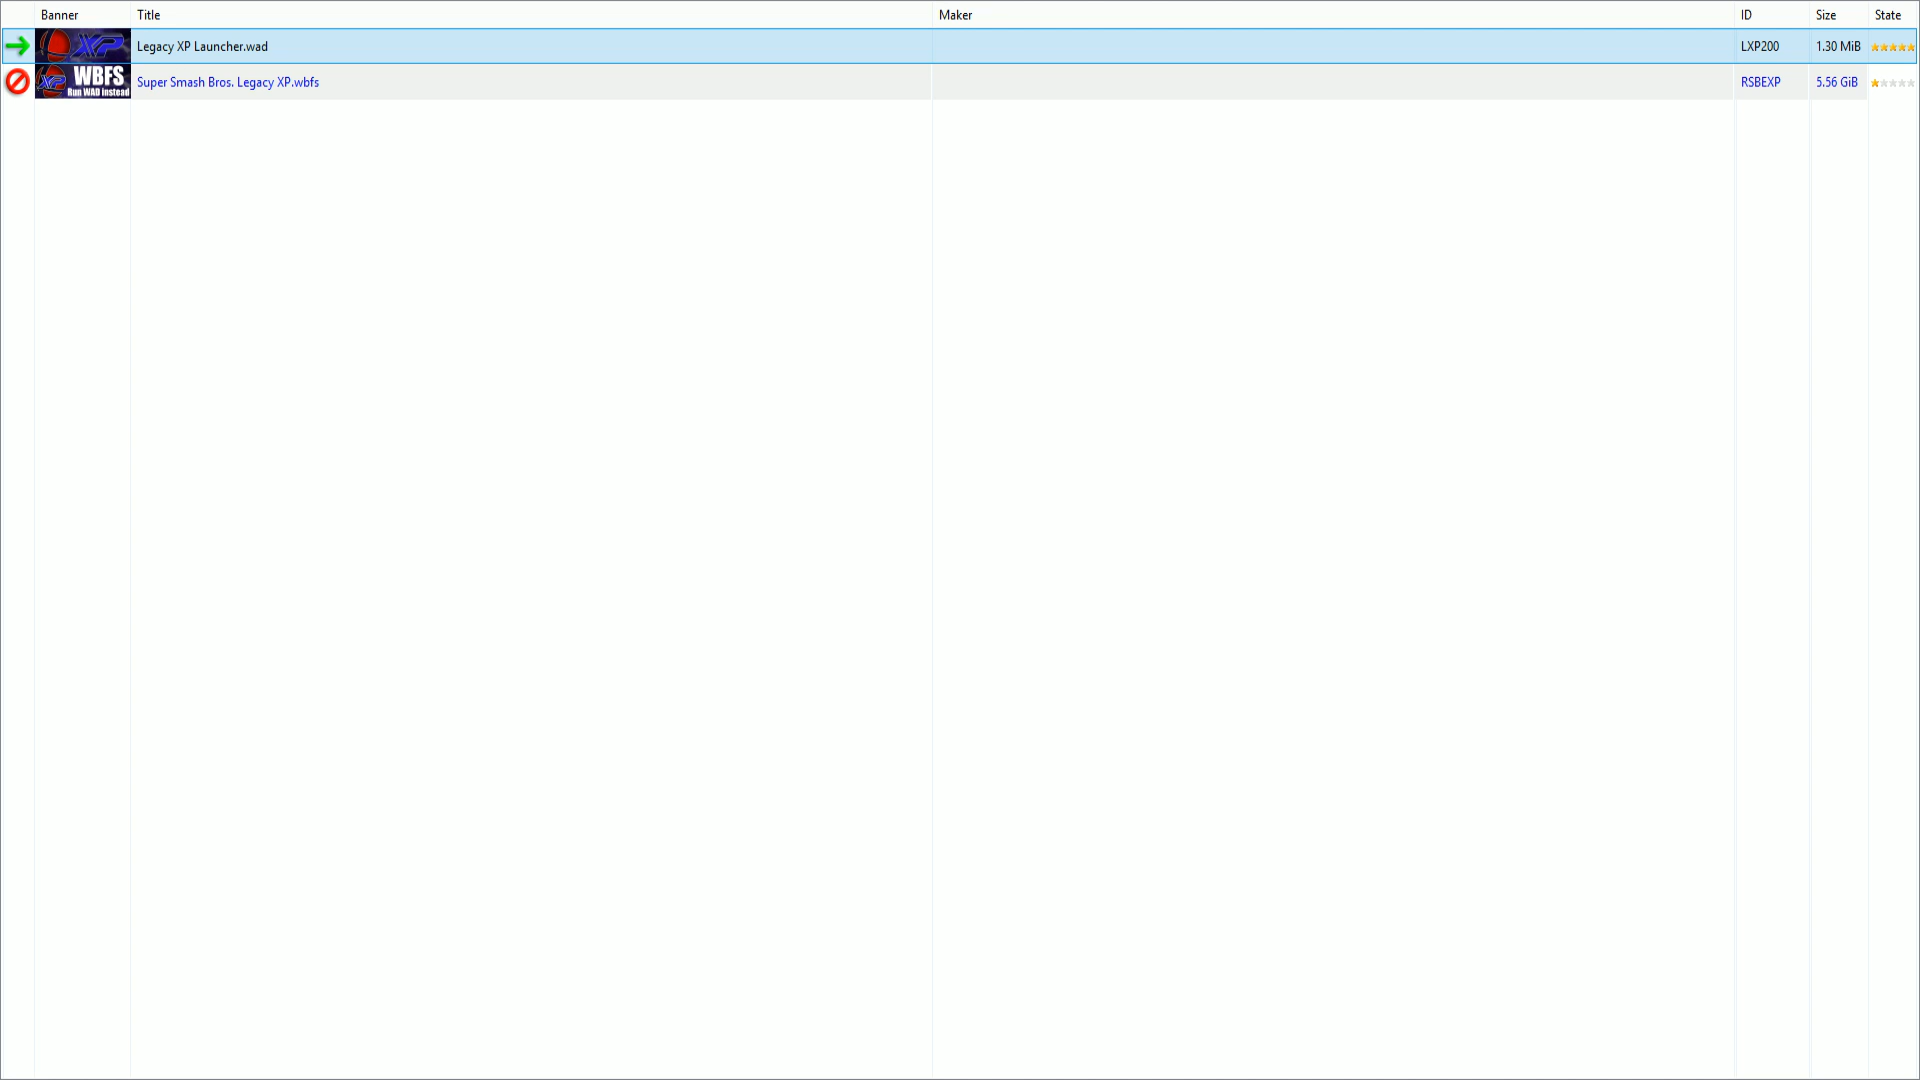 Banner Title Maker ID Size State
XP Legacy XP Launcher.wad LXP200 1.30 MiB
XP WBFS Run WAD instead Super Smash Bros. Legacy XP.wbfs RSBEXP 5.56 GiB